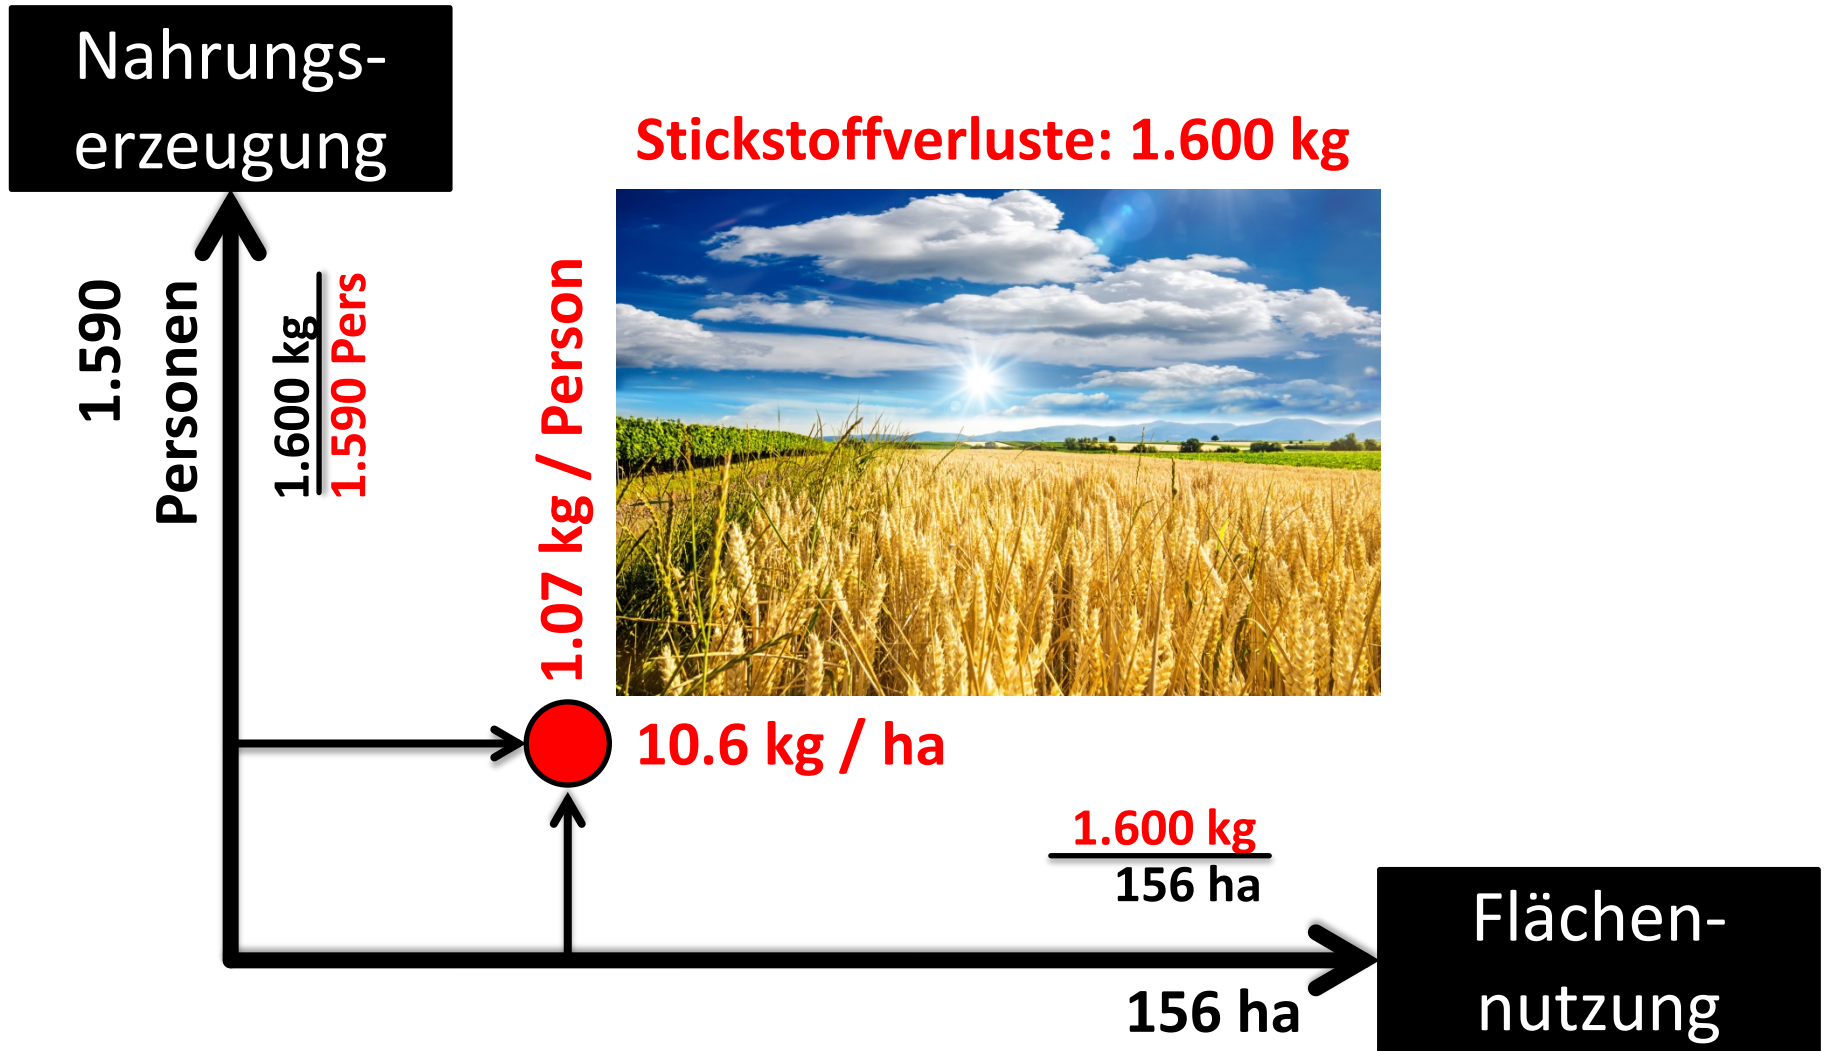 Nahrungs-
erzeugung
Stickstoffverluste: 1.600 kg
1.590
Personen
1.600 kg
1.590 Pers
1.07 kg / Person
10.6 kg / ha
1.600 kg
156 ha
156 ha
Flächen-
nutzung